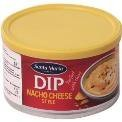 Santa Maria
DIP
NACHO CHEESE
STYLE